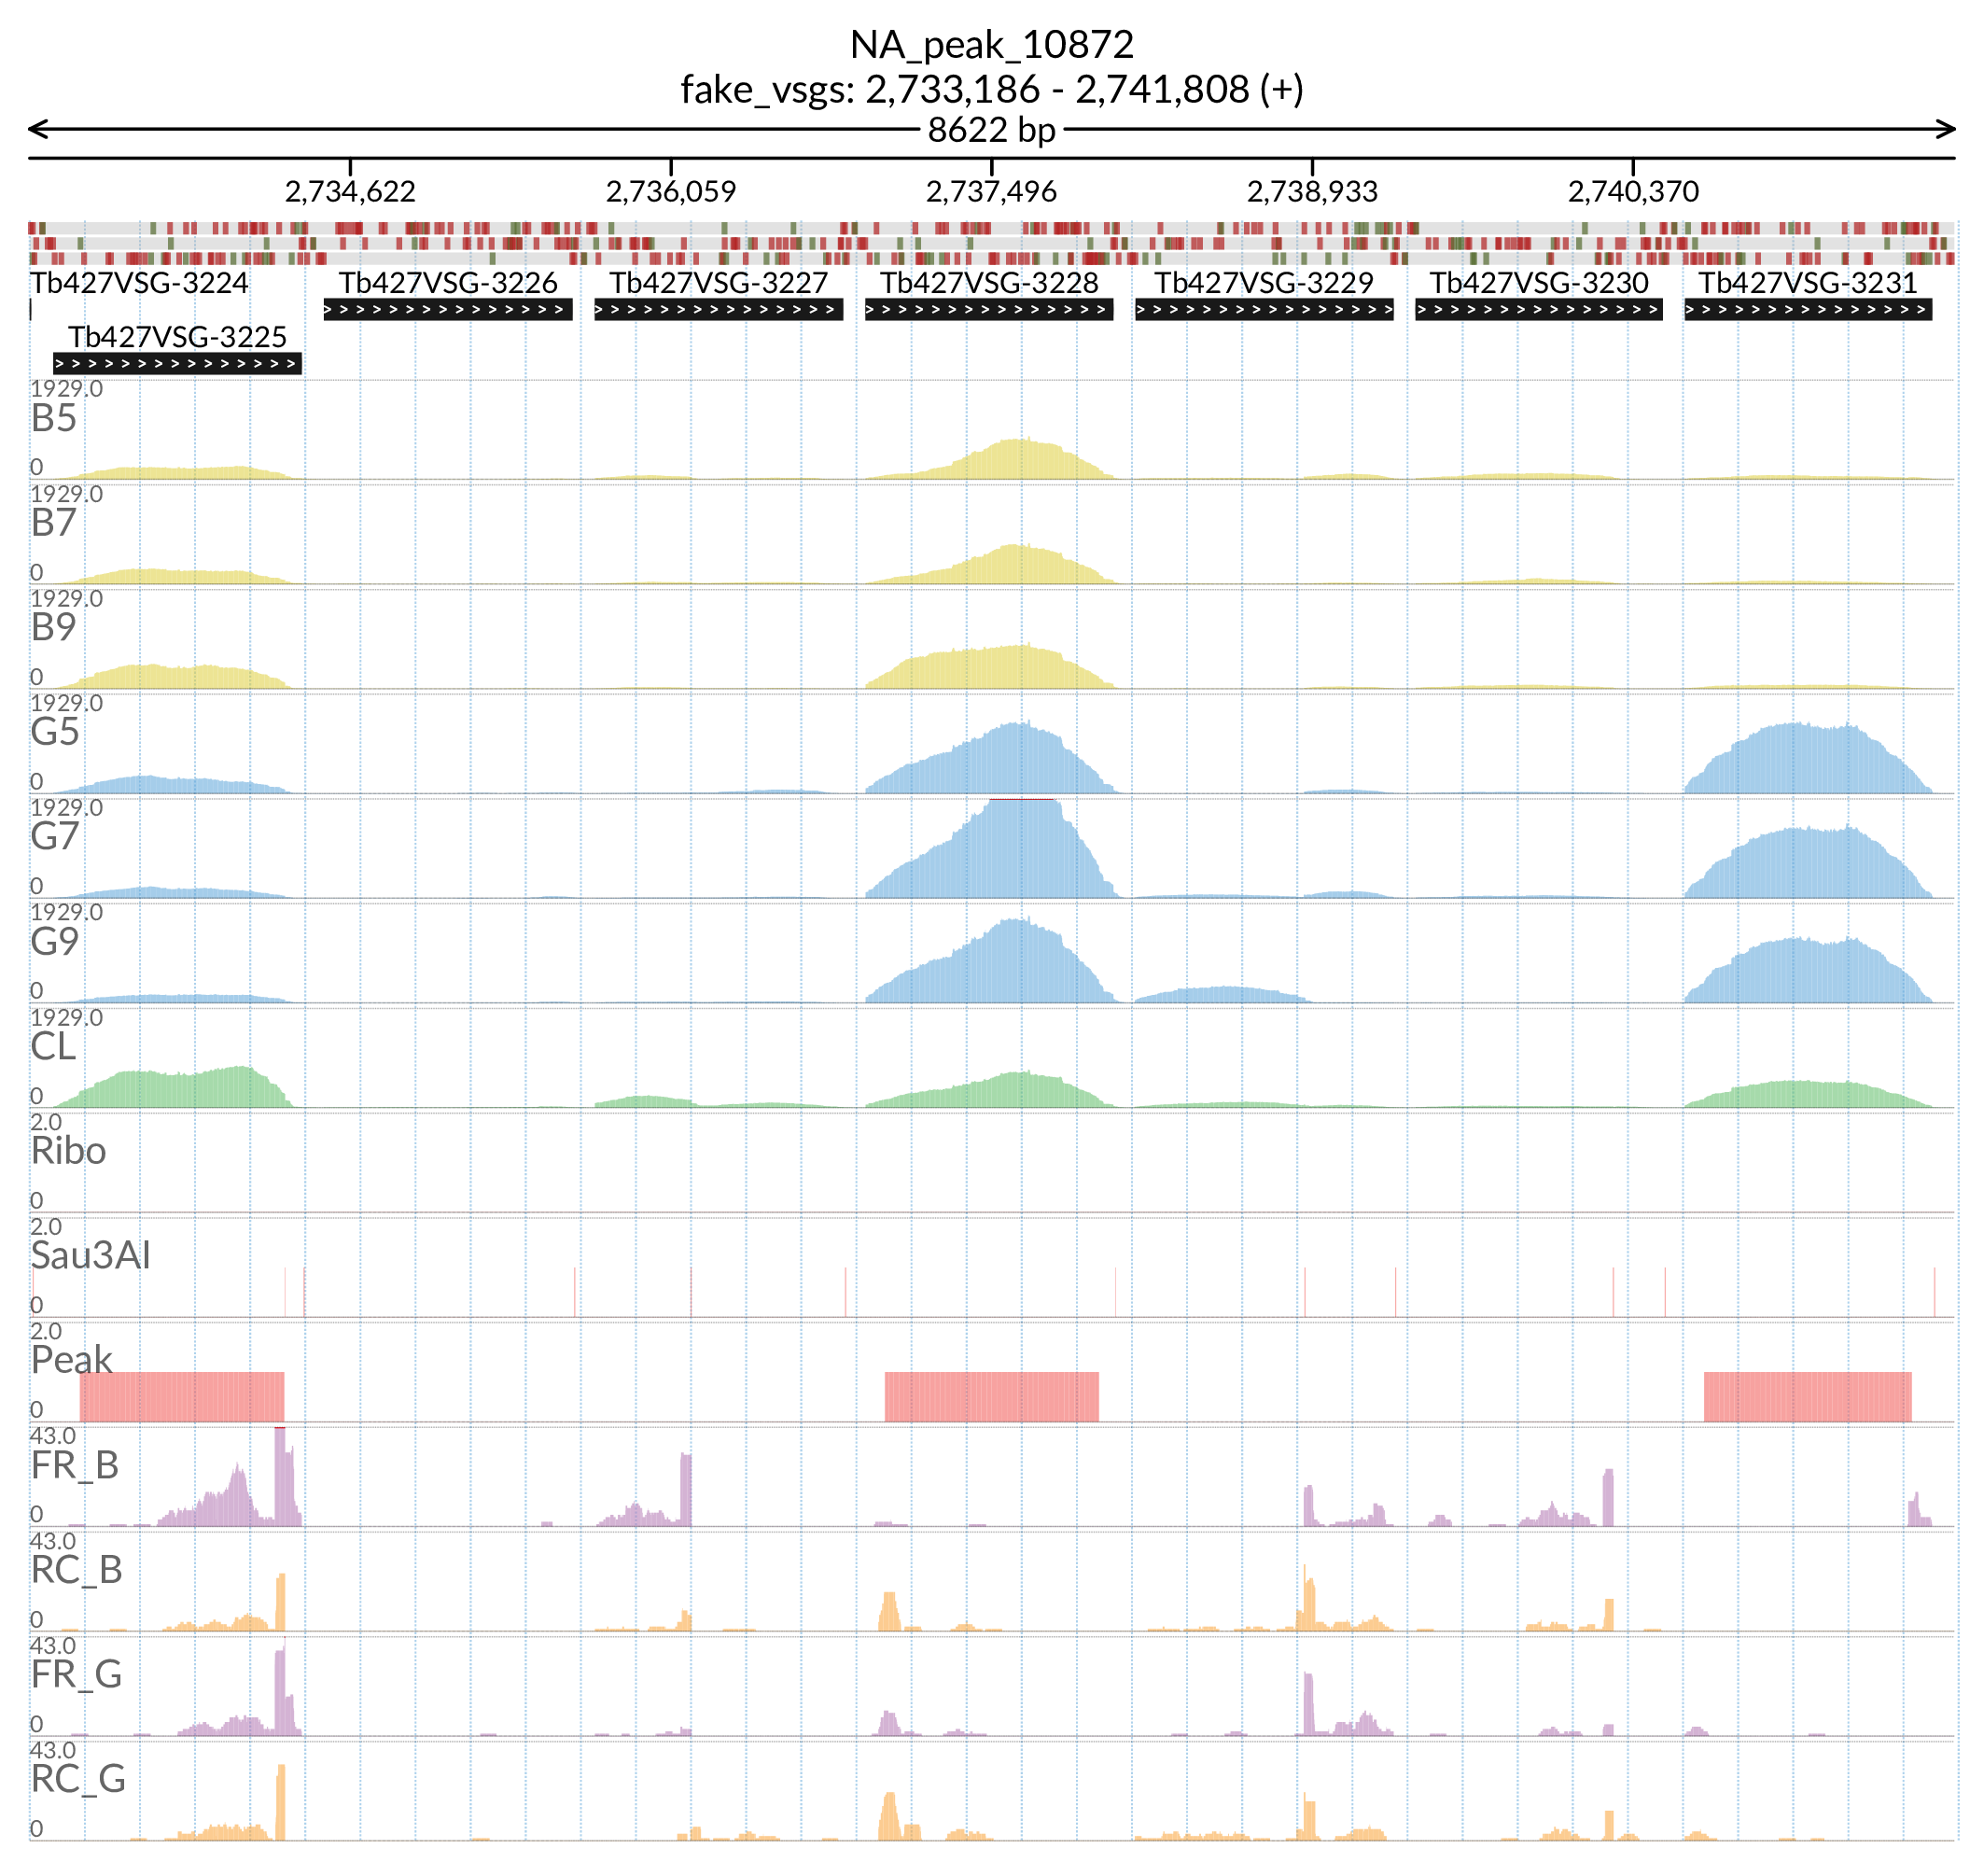 NA_peak_10872
fake_vsgs: 2,733,186 - 2,741,808 (+)
8622 bp
2,734,622 2,736,059 2,737,496 2,738,933 2,740,370
Tb427VSG-3224 Tb427VSG-3226 Tb427VSG-3227 Tb427VSG-3228 Tb427VSG-3229 Tb427VSG-3230 Tb427VSG-3231
Tb427VSG-3225
1929.0
B5
0
1929.0
B7
0
1929.0
B9
0
1929.0
G5
0
1929.0
G7
0
1929.0
G9
0
1929.0
CL
0
2.0
Ribo
0
2.0
Sau3AI
0
2.0
Peak
0
43.0
FR_B
0
43.0
RC_B
0
43.0
FR_G
0
43.0
RC_G
0